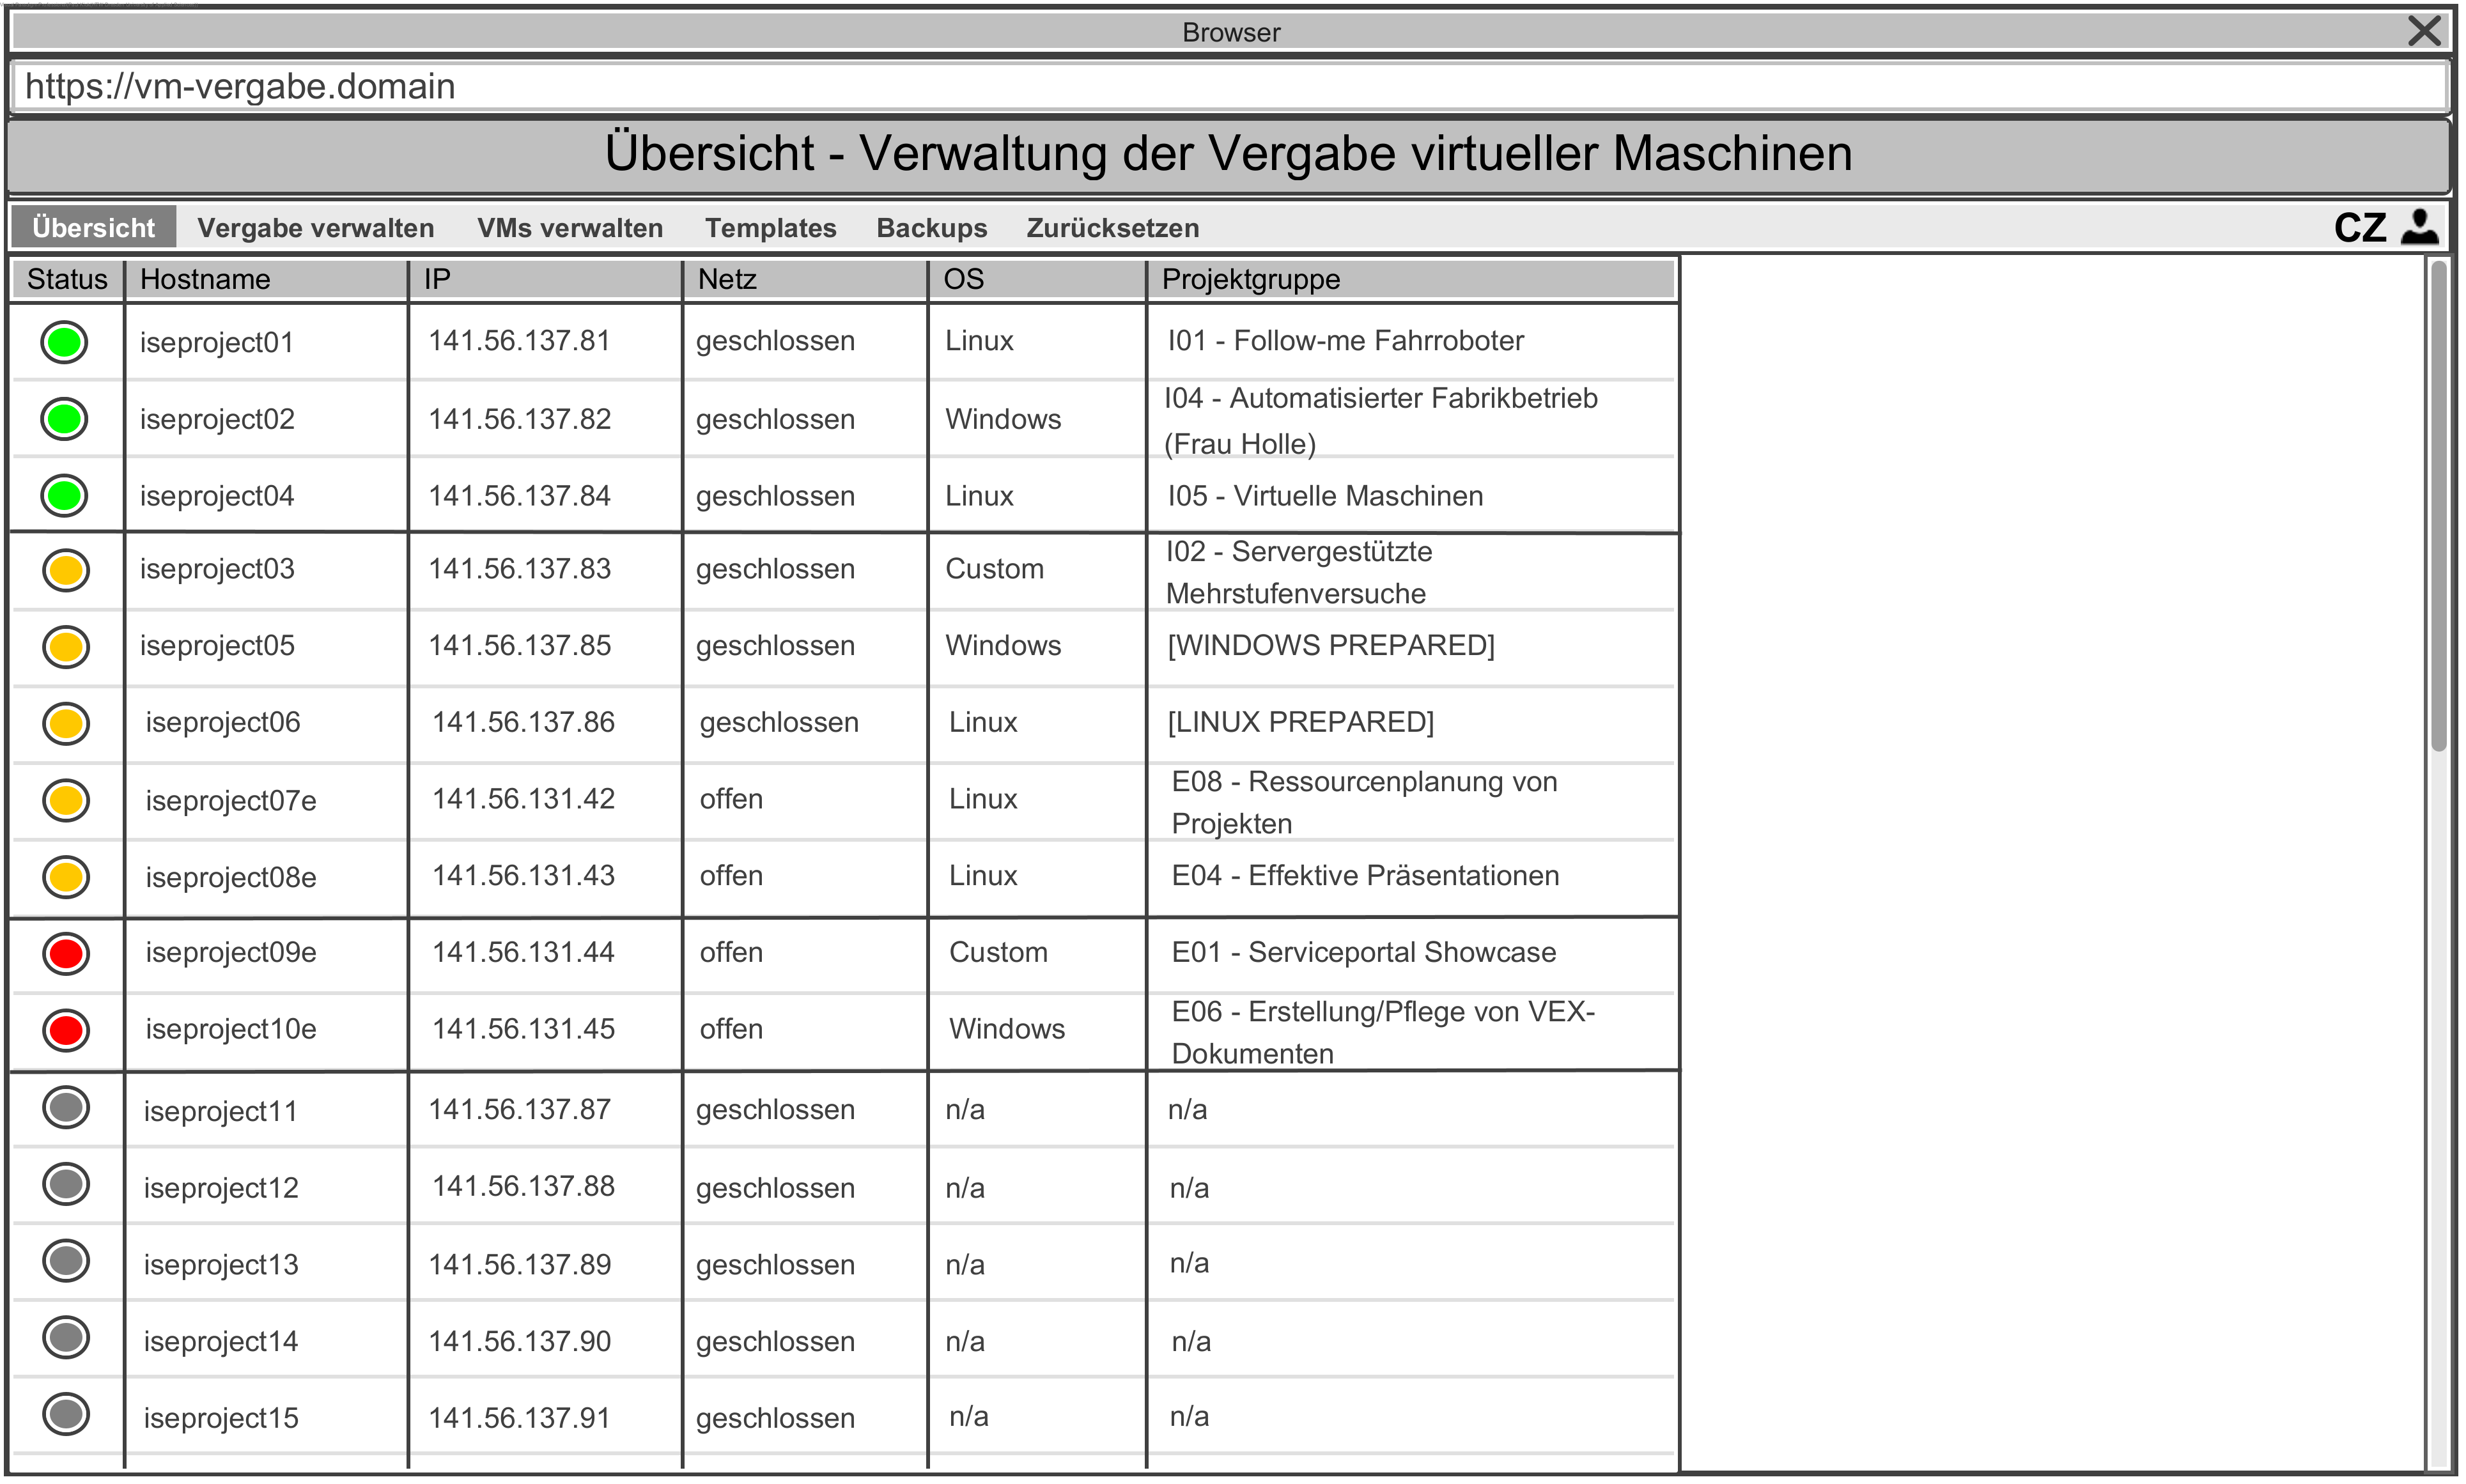 Browser
https://vm-vergabe.domain
Übersicht - Verwaltung der Vergabe virtueller Maschinen
Übersicht Vergabe verwalten VMs verwalten Templates Backups Zurücksetzen CZ
Status Hostname IP Netz OS Projektgruppe
iseproject01 141.56.137.81 geschlossen Linux I01 - Follow-me Fahrroboter
iseproject02 141.56.137.82 geschlossen Windows I04 - Automatisierter Fabrikbetrieb
(Frau Holle)
iseproject04 141.56.137.84 geschlossen Linux I05 - Virtuelle Maschinen
iseproject03 141.56.137.83 geschlossen Custom I02 - Servergestützte
Mehrstufenversuche
iseproject05 141.56.137.85 geschlossen Windows [WINDOWS PREPARED]
iseproject06 141.56.137.86 geschlossen Linux [LINUX PREPARED]
iseproject07e 141.56.131.42 offen Linux E08 - Ressourcenplanung von
Projekten
iseproject08e 141.56.131.43 offen Linux E04 - Effektive Präsentationen
iseproject09e 141.56.131.44 offen Custom E01 - Serviceportal Showcase
iseproject10e 141.56.131.45 offen Windows E06 - Erstellung/Pflege von VEX-
Dokumenten
iseproject11 141.56.137.87 geschlossen n/a n/a
iseproject12 141.56.137.88 geschlossen n/a n/a
iseproject13 141.56.137.89 geschlossen n/a n/a
iseproject14 141.56.137.90 geschlossen n/a n/a
iseproject15 141.56.137.91 geschlossen n/a n/a